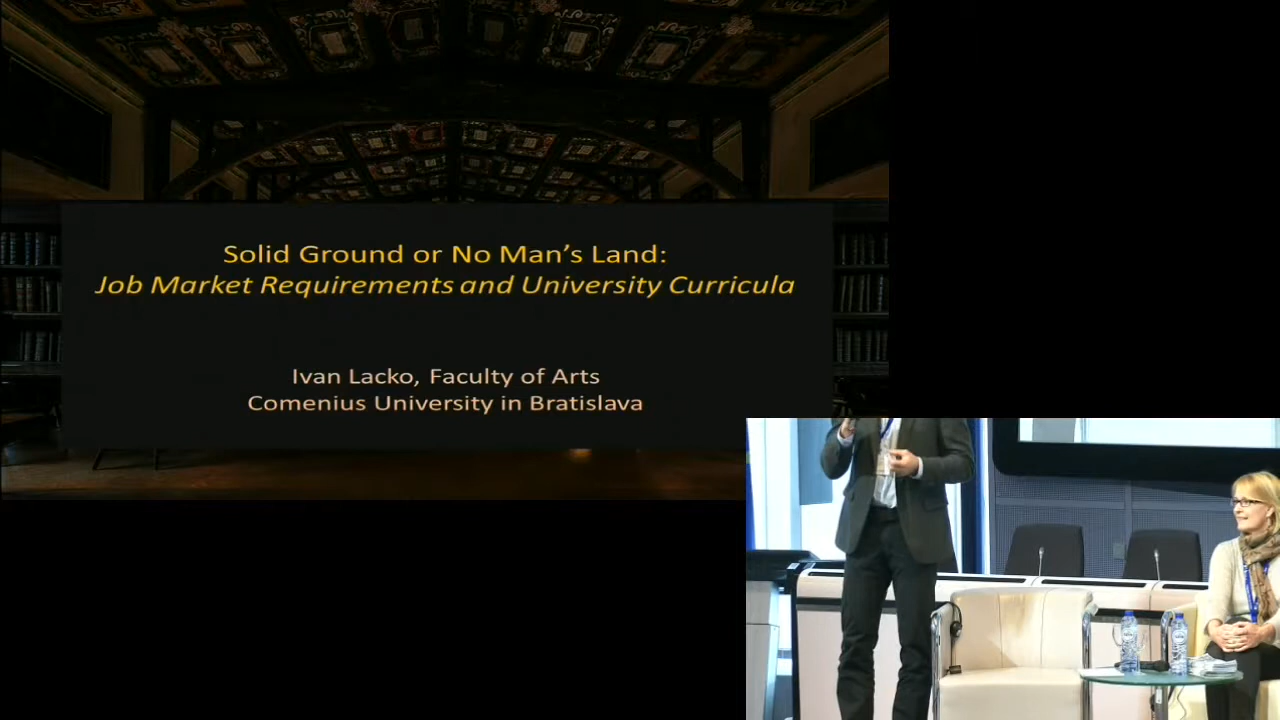 Solid Ground or No Man's Land:
Job Market Requirements and University Curricula
Ivan Lacko, Faculty of Arts
Comenius University in Bratislava